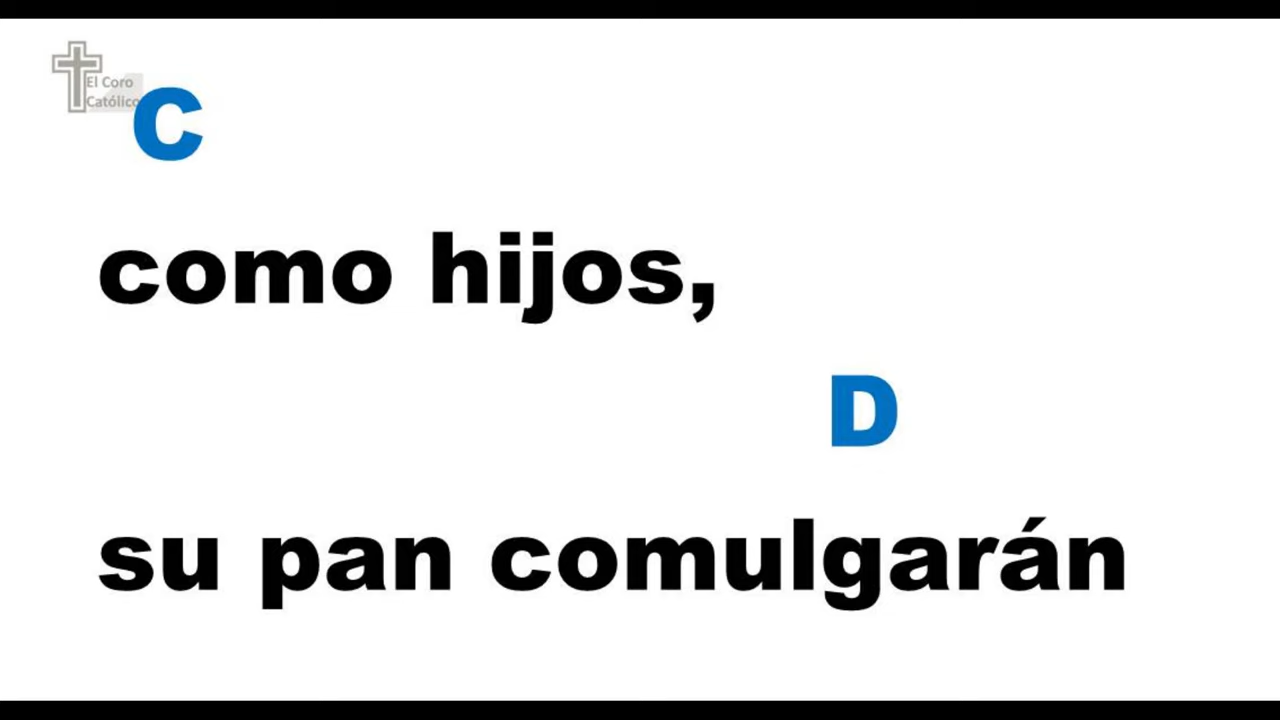 El Coro
Católico
C
como hijos,
D
su pan comulgarán